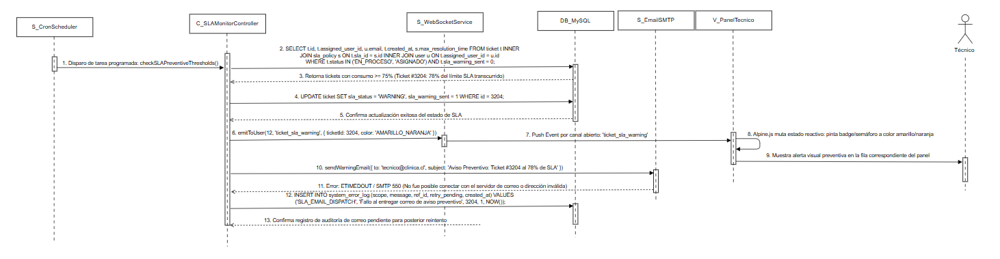 S_CronScheduler
C_SLAMonitorController
S_WebSocketService
DB_MySQL
S_EmailSMTP
V_PanelTecnico
Técnico
1. Disparo de tarea programada: checkSLAPreventiveThresholds()
2. SELECT t.id, t.assigned_user_id, u.email, t.created_at, s.max_resolution_time FROM ticket t INNER
JOIN sla_policy s ON t.sla_id = s.id INNER JOIN user u ON t.assigned_user_id = u.id
WHERE t.status IN ('EN_PROCESO', 'ASIGNADO') AND t.sla_warning_sent = 0;
3. Retorna tickets con consumo >= 75% (Ticket #3204: 78% del límite SLA transcurrido)
4. UPDATE ticket SET sla_status = 'WARNING', sla_warning_sent = 1 WHERE id = 3204;
5. Confirma actualización exitosa del estado de SLA
6. emitToUser(12, 'ticket_sla_warning', { ticketId: 3204, color: 'AMARILLO_NARANJA' })
7. Push Event por canal abierto: 'ticket_sla_warning'
8. Alpine.js muta estado reactivo: pinta badge/semáforo a color amarillo/naranja
9. Muestra alerta visual preventiva en la fila correspondiente del panel
10. sendWarningEmail({ to: 'tecnico@clinica.cl', subject: 'Aviso Preventivo: Ticket #3204 al 78% de SLA' })
11. Error: ETIMEDOUT / SMTP 550 (No fue posible conectar con el servidor de correo o dirección inválida)
12. INSERT INTO system_error_log (scope, message, ref_id, retry_pending, created_at) VALUES
('SLA_EMAIL_DISPATCH', 'Fallo al entregar correo de aviso preventivo', 3204, 1, NOW());
13. Confirma registro de auditoría de correo pendiente para posterior reintento